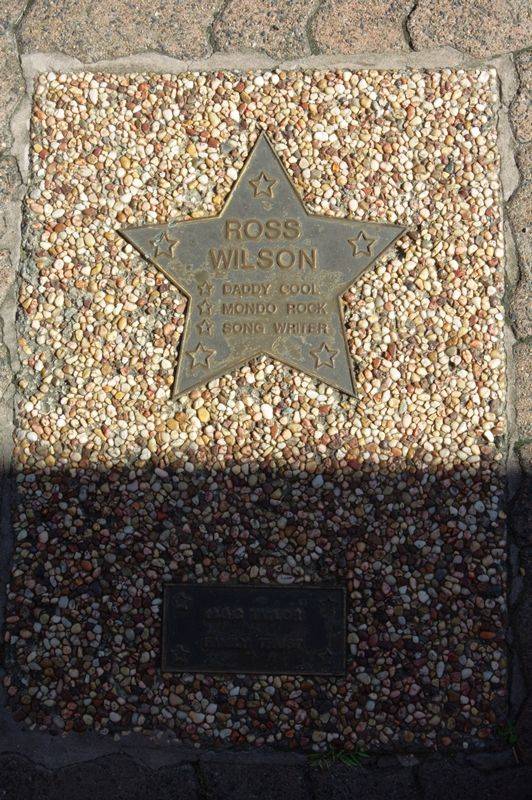 ROSS
WILSON
DADDY COOL
MONDO ROCK
SONG WRITER